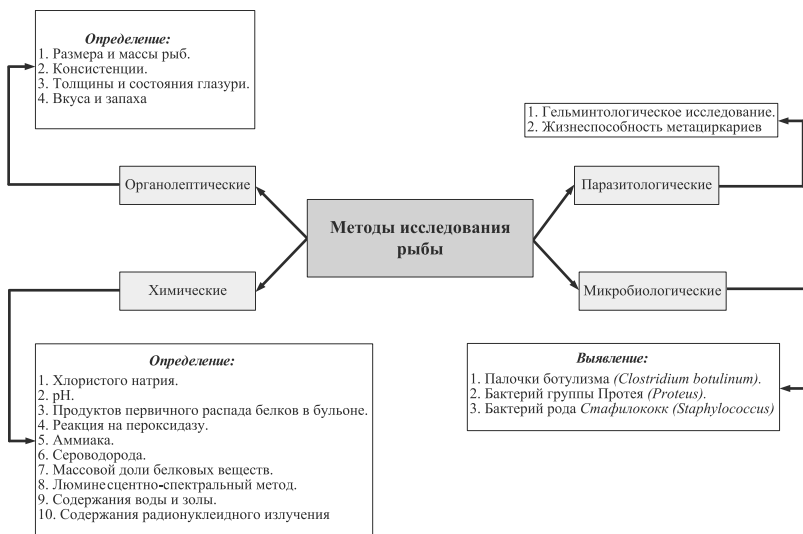 Определение:
1. Размера и массы рыб.
2. Консистенции.
3. Толщины и состояния глазури.
4. Вкуса и запаха
1. Гельминтологическое исследование.
2. Жизнеспособность метациркариев
Органолептические
Паразитологические
Методы исследования
рыбы
Химические
Микробиологические
Определение:
1. Хлористого натрия.
2. pH.
3. Продуктов первичного распада белков в бульоне.
4. Реакция на пероксидазу.
5. Аммиака.
6. Сероводорода.
7. Массовой доли белковых веществ.
8. Люминесцентно-спектральный метод.
9. Содержания воды и золы.
10. Содержания радионуклеидного излучения
Выявление:
1. Палочки ботулизма (Clostridium botulinum).
2. Бактерий группы Протея (Proteus).
3. Бактерий рода Стафилококк (Staphylococcus)